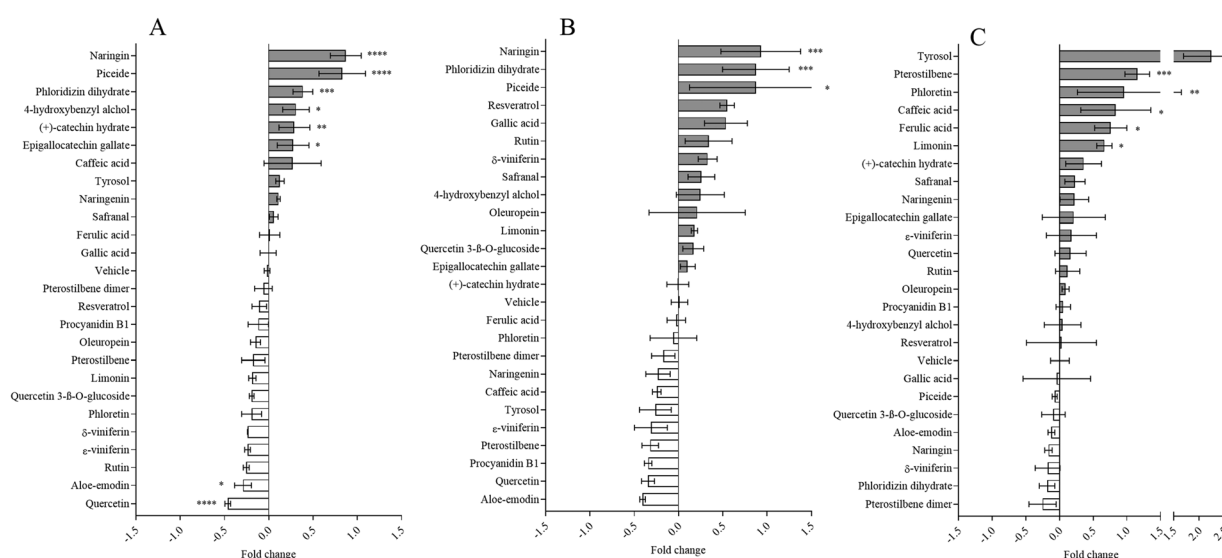 A
Naringin ****
Piceide ****
Phloridizin dihydrate ***
4-hydroxybenzyl alchol *
(+)-catechin hydrate **
Epigallocatechin gallate *
Caffeic acid
Tyrosol
Naringenin
Safranal
Ferulic acid
Gallic acid
Vehicle
Pterostilbene dimer
Resveratrol
Procyanidin B1
Oleuropein
Pterostilbene
Limonin
Quercetin 3-ß-O-glucoside
Phloretin
δ-viniferin
ε-viniferin
Rutin
Aloe-emodin *
Quercetin ****
-1.5 -1.0 -0.5 0.0 0.5 1.0 1.5
Fold change
B
Naringin ***
Phloridizin dihydrate ***
Piceide *
Resveratrol
Gallic acid
Rutin
δ-viniferin
Safranal
4-hydroxybenzyl alchol
Oleuropein
Limonin
Quercetin 3-ß-O-glucoside
Epigallocatechin gallate
(+)-catechin hydrate
Vehicle
Ferulic acid
Phloretin
Pterostilbene dimer
Naringenin
Caffeic acid
Tyrosol
ε-viniferin
Pterostilbene
Procyanidin B1
Quercetin
Aloe-emodin
-1.5 -1.0 -0.5 0.0 0.5 1.0 1.5
Fold change
C
Tyrosol
Pterostilbene ***
Phloretin **
Caffeic acid *
Ferulic acid *
Limonin *
(+)-catechin hydrate
Safranal
Naringenin
Epigallocatechin gallate
ε-viniferin
Quercetin
Rutin
Oleuropein
Procyanidin B1
4-hydroxybenzyl alchol
Resveratrol
Vehicle
Gallic acid
Piceide
Quercetin 3-ß-O-glucoside
Aloe-emodin
Naringin
δ-viniferin
Phloridizin dihydrate
Pterostilbene dimer
-1.5 -1.0 -0.5 0.0 0.5 1.0 1.5
Fold change